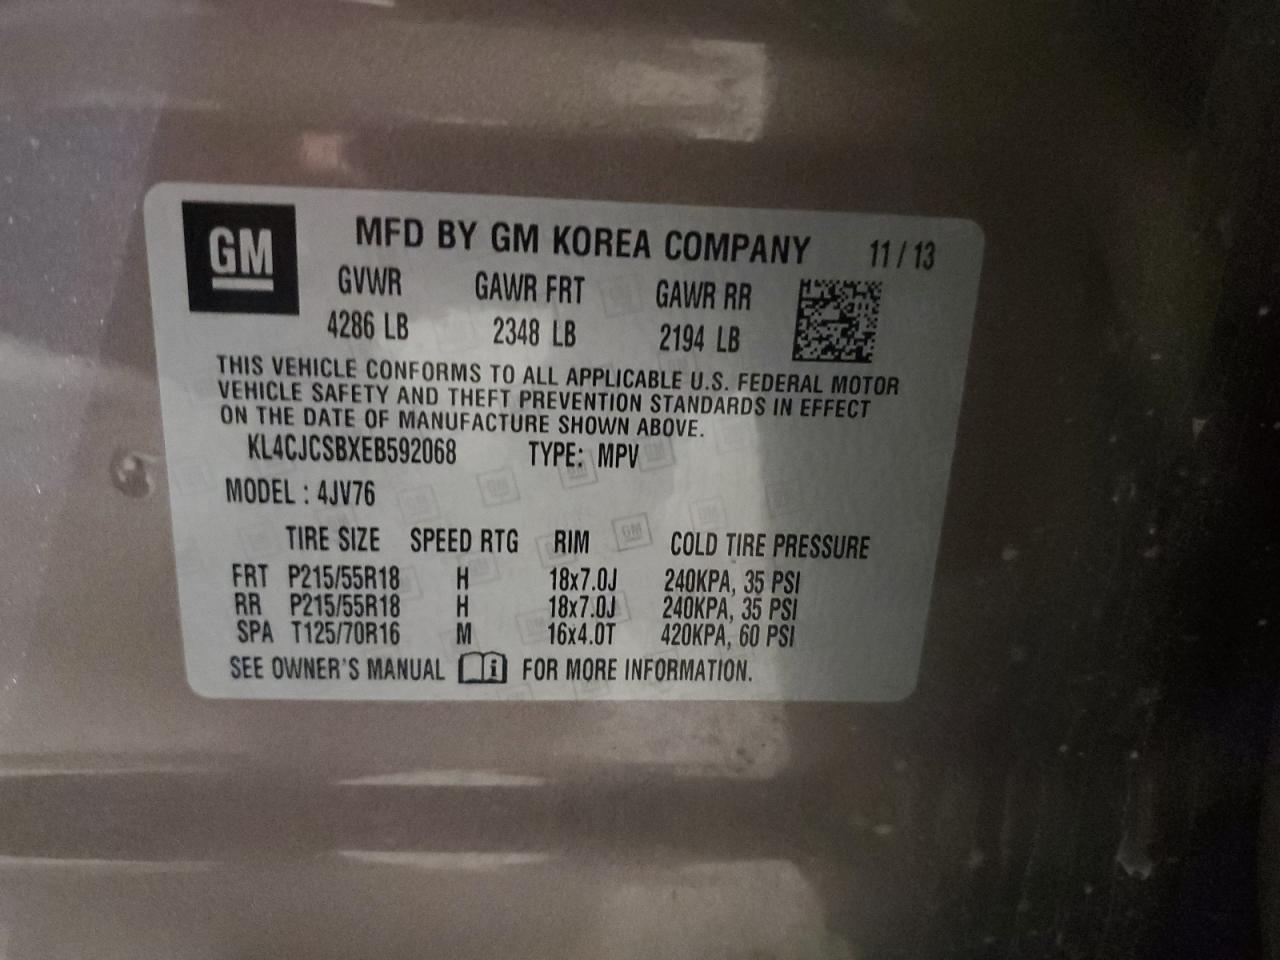 GM MFD BY GM KOREA COMPANY 11 / 13
GVWR GAWR FRT GAWR RR
4286 LB 2348 LB 2194 LB
THIS VEHICLE CONFORMS TO ALL APPLICABLE U.S. FEDERAL MOTOR
VEHICLE SAFETY AND THEFT PREVENTION STANDARDS IN EFFECT
ON THE DATE OF MANUFACTURE SHOWN ABOVE.
KL4CJCSBXEB592068 TYPE: MPV
MODEL : 4JV76
TIRE SIZE SPEED RTG RIM COLD TIRE PRESSURE
FRT P215/55R18 H 18x7.0J 240KPA, 35 PSI
RR P215/55R18 H 18x7.0J 240KPA, 35 PSI
SPA T125/70R16 M 16x4.0T 420KPA, 60 PSI
SEE OWNER'S MANUAL i FOR MORE INFORMATION.